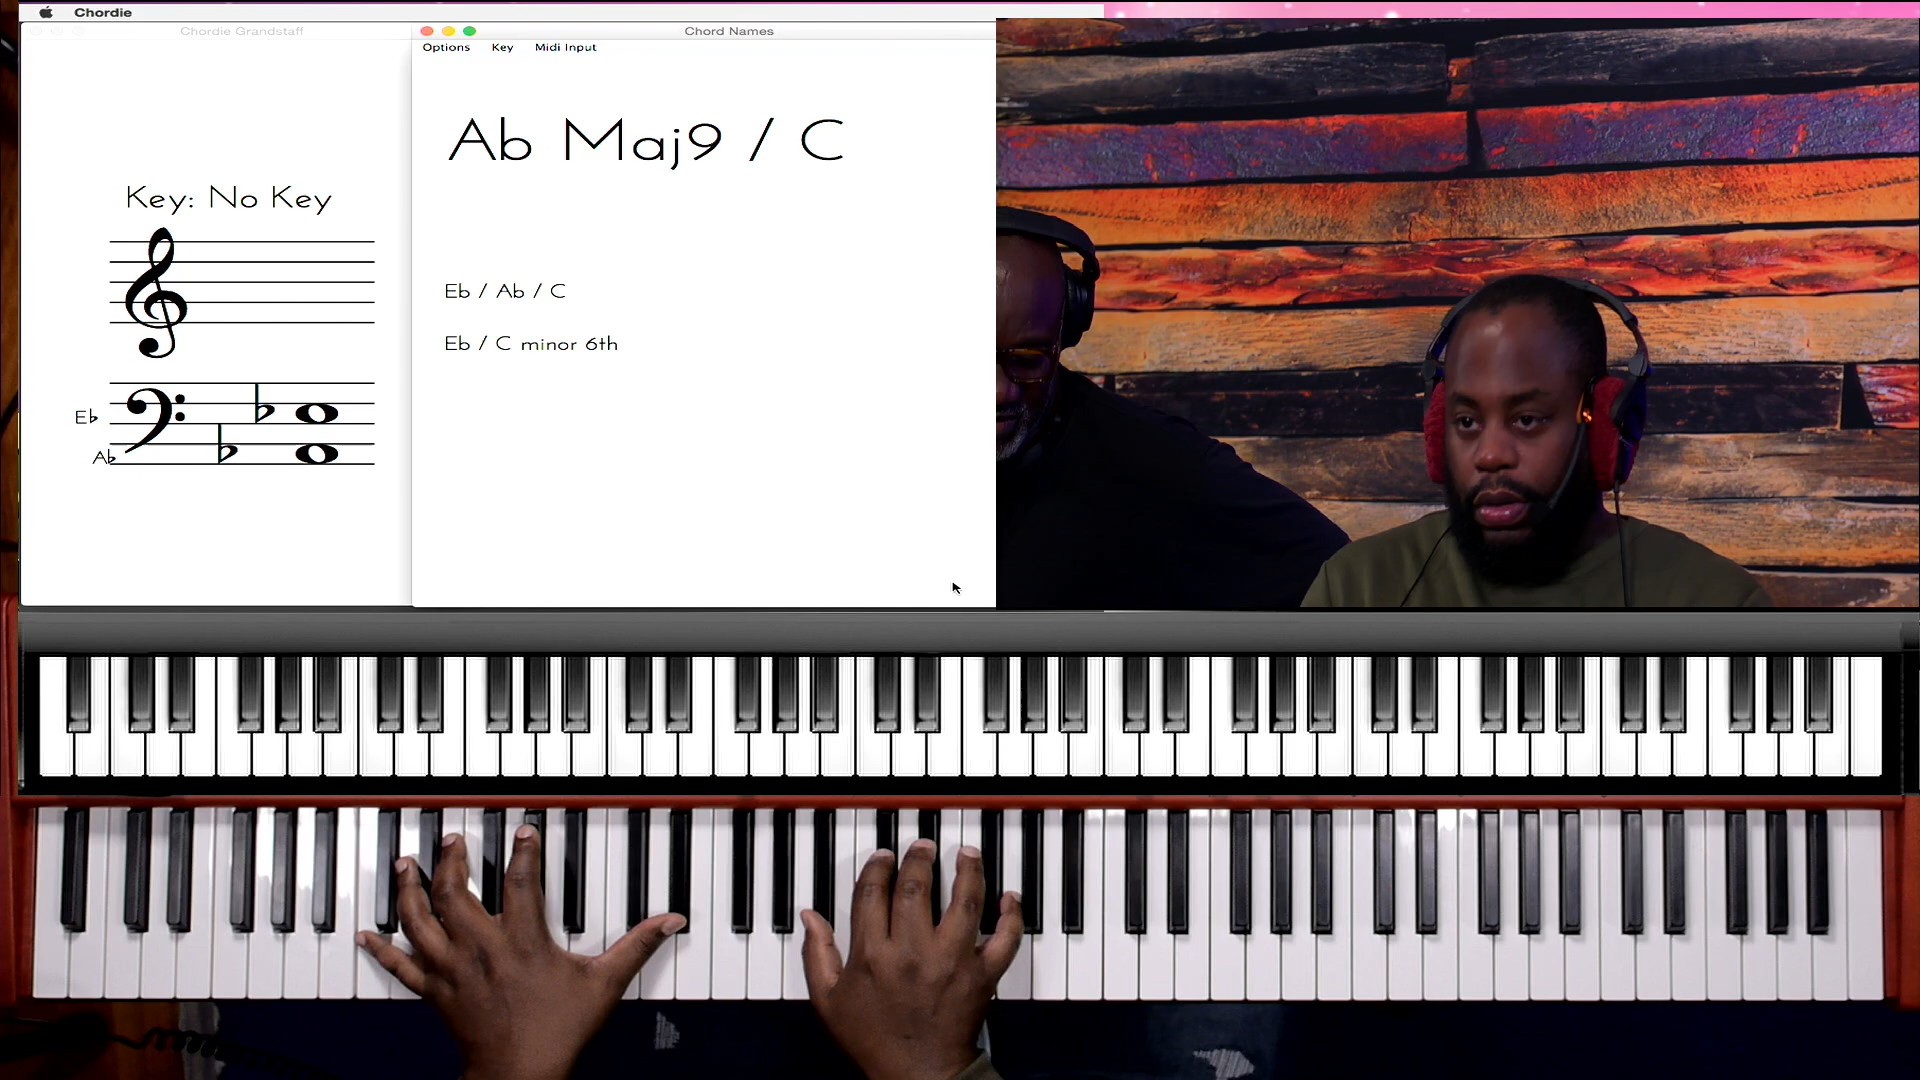 Chordie
Chordie Grandstaff
Chord Names
Options Key Midi Input
Ab Maj9 / C
Key: No Key
Eb / Ab / C
Eb / C minor 6th
Eb
Ab